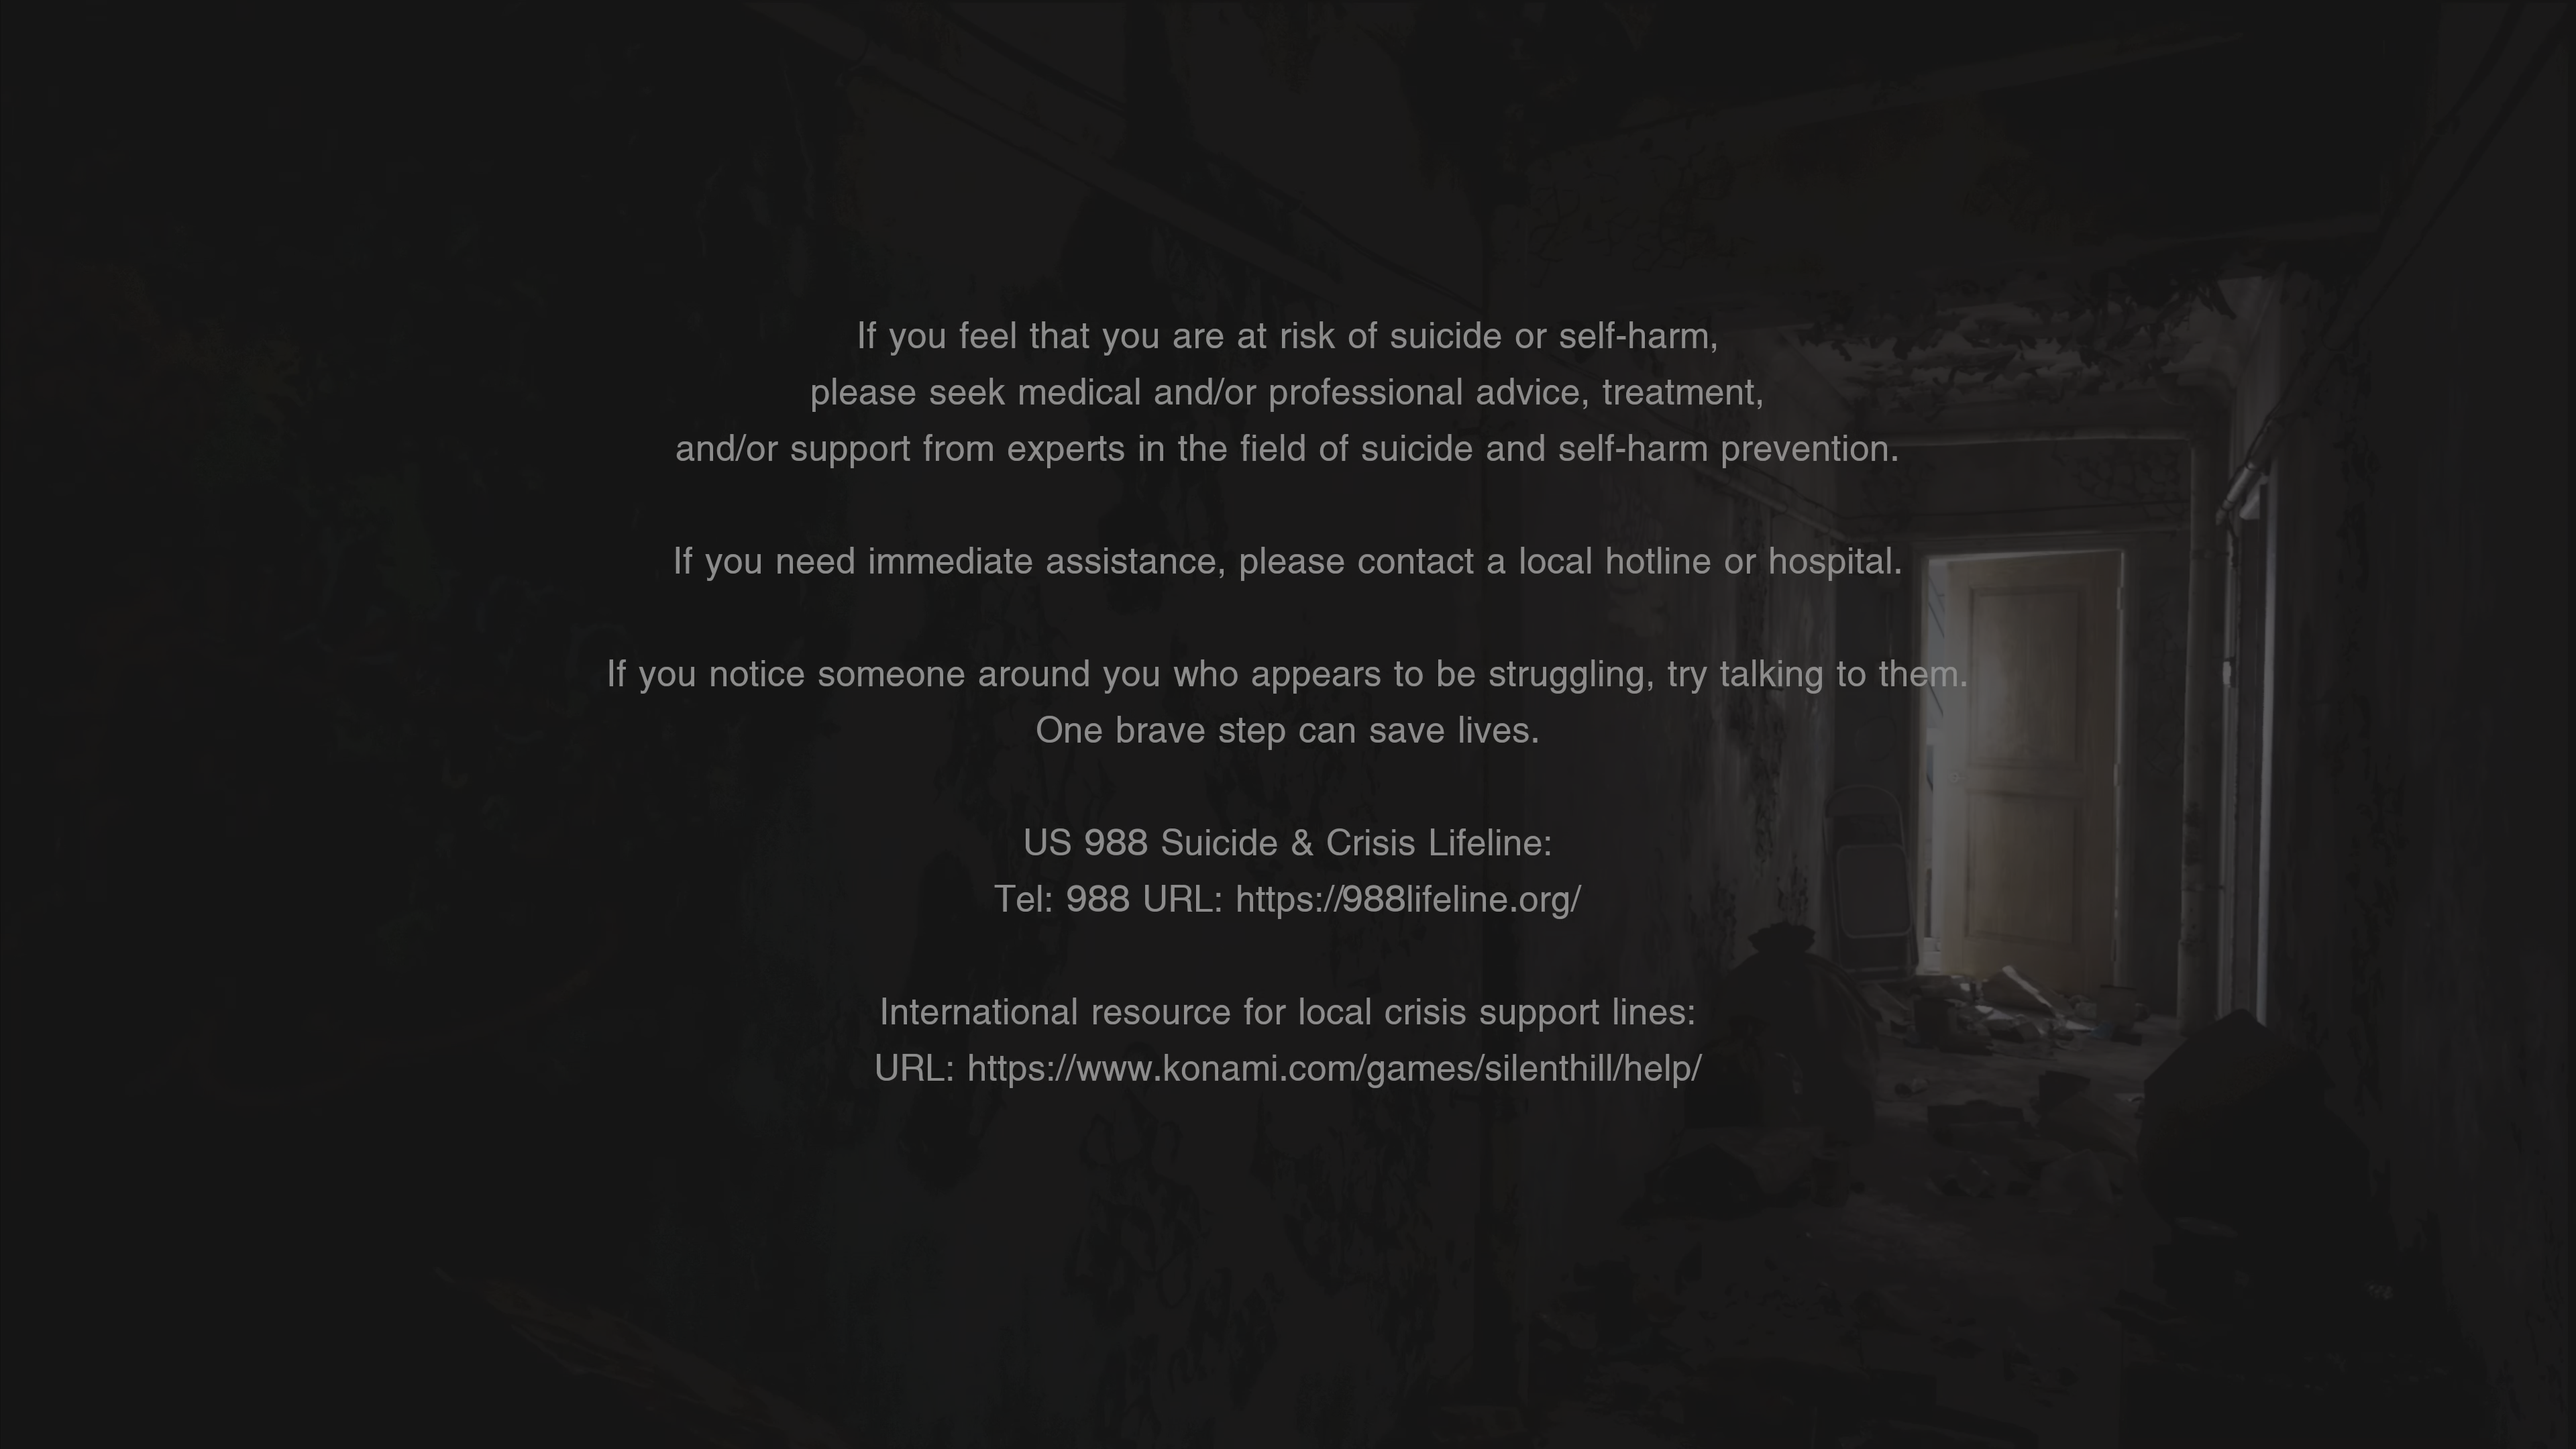 If you feel that you are at risk of suicide or self-harm,
please seek medical and/or professional advice, treatment,
and/or support from experts in the field of suicide and self-harm prevention.
If you need immediate assistance, please contact a local hotline or hospital.
If you notice someone around you who appears to be struggling, try talking to them.
One brave step can save lives.
US 988 Suicide & Crisis Lifeline:
Tel: 988 URL: https://988lifeline.org/
International resource for local crisis support lines:
URL: https://www.konami.com/games/silenthill/help/